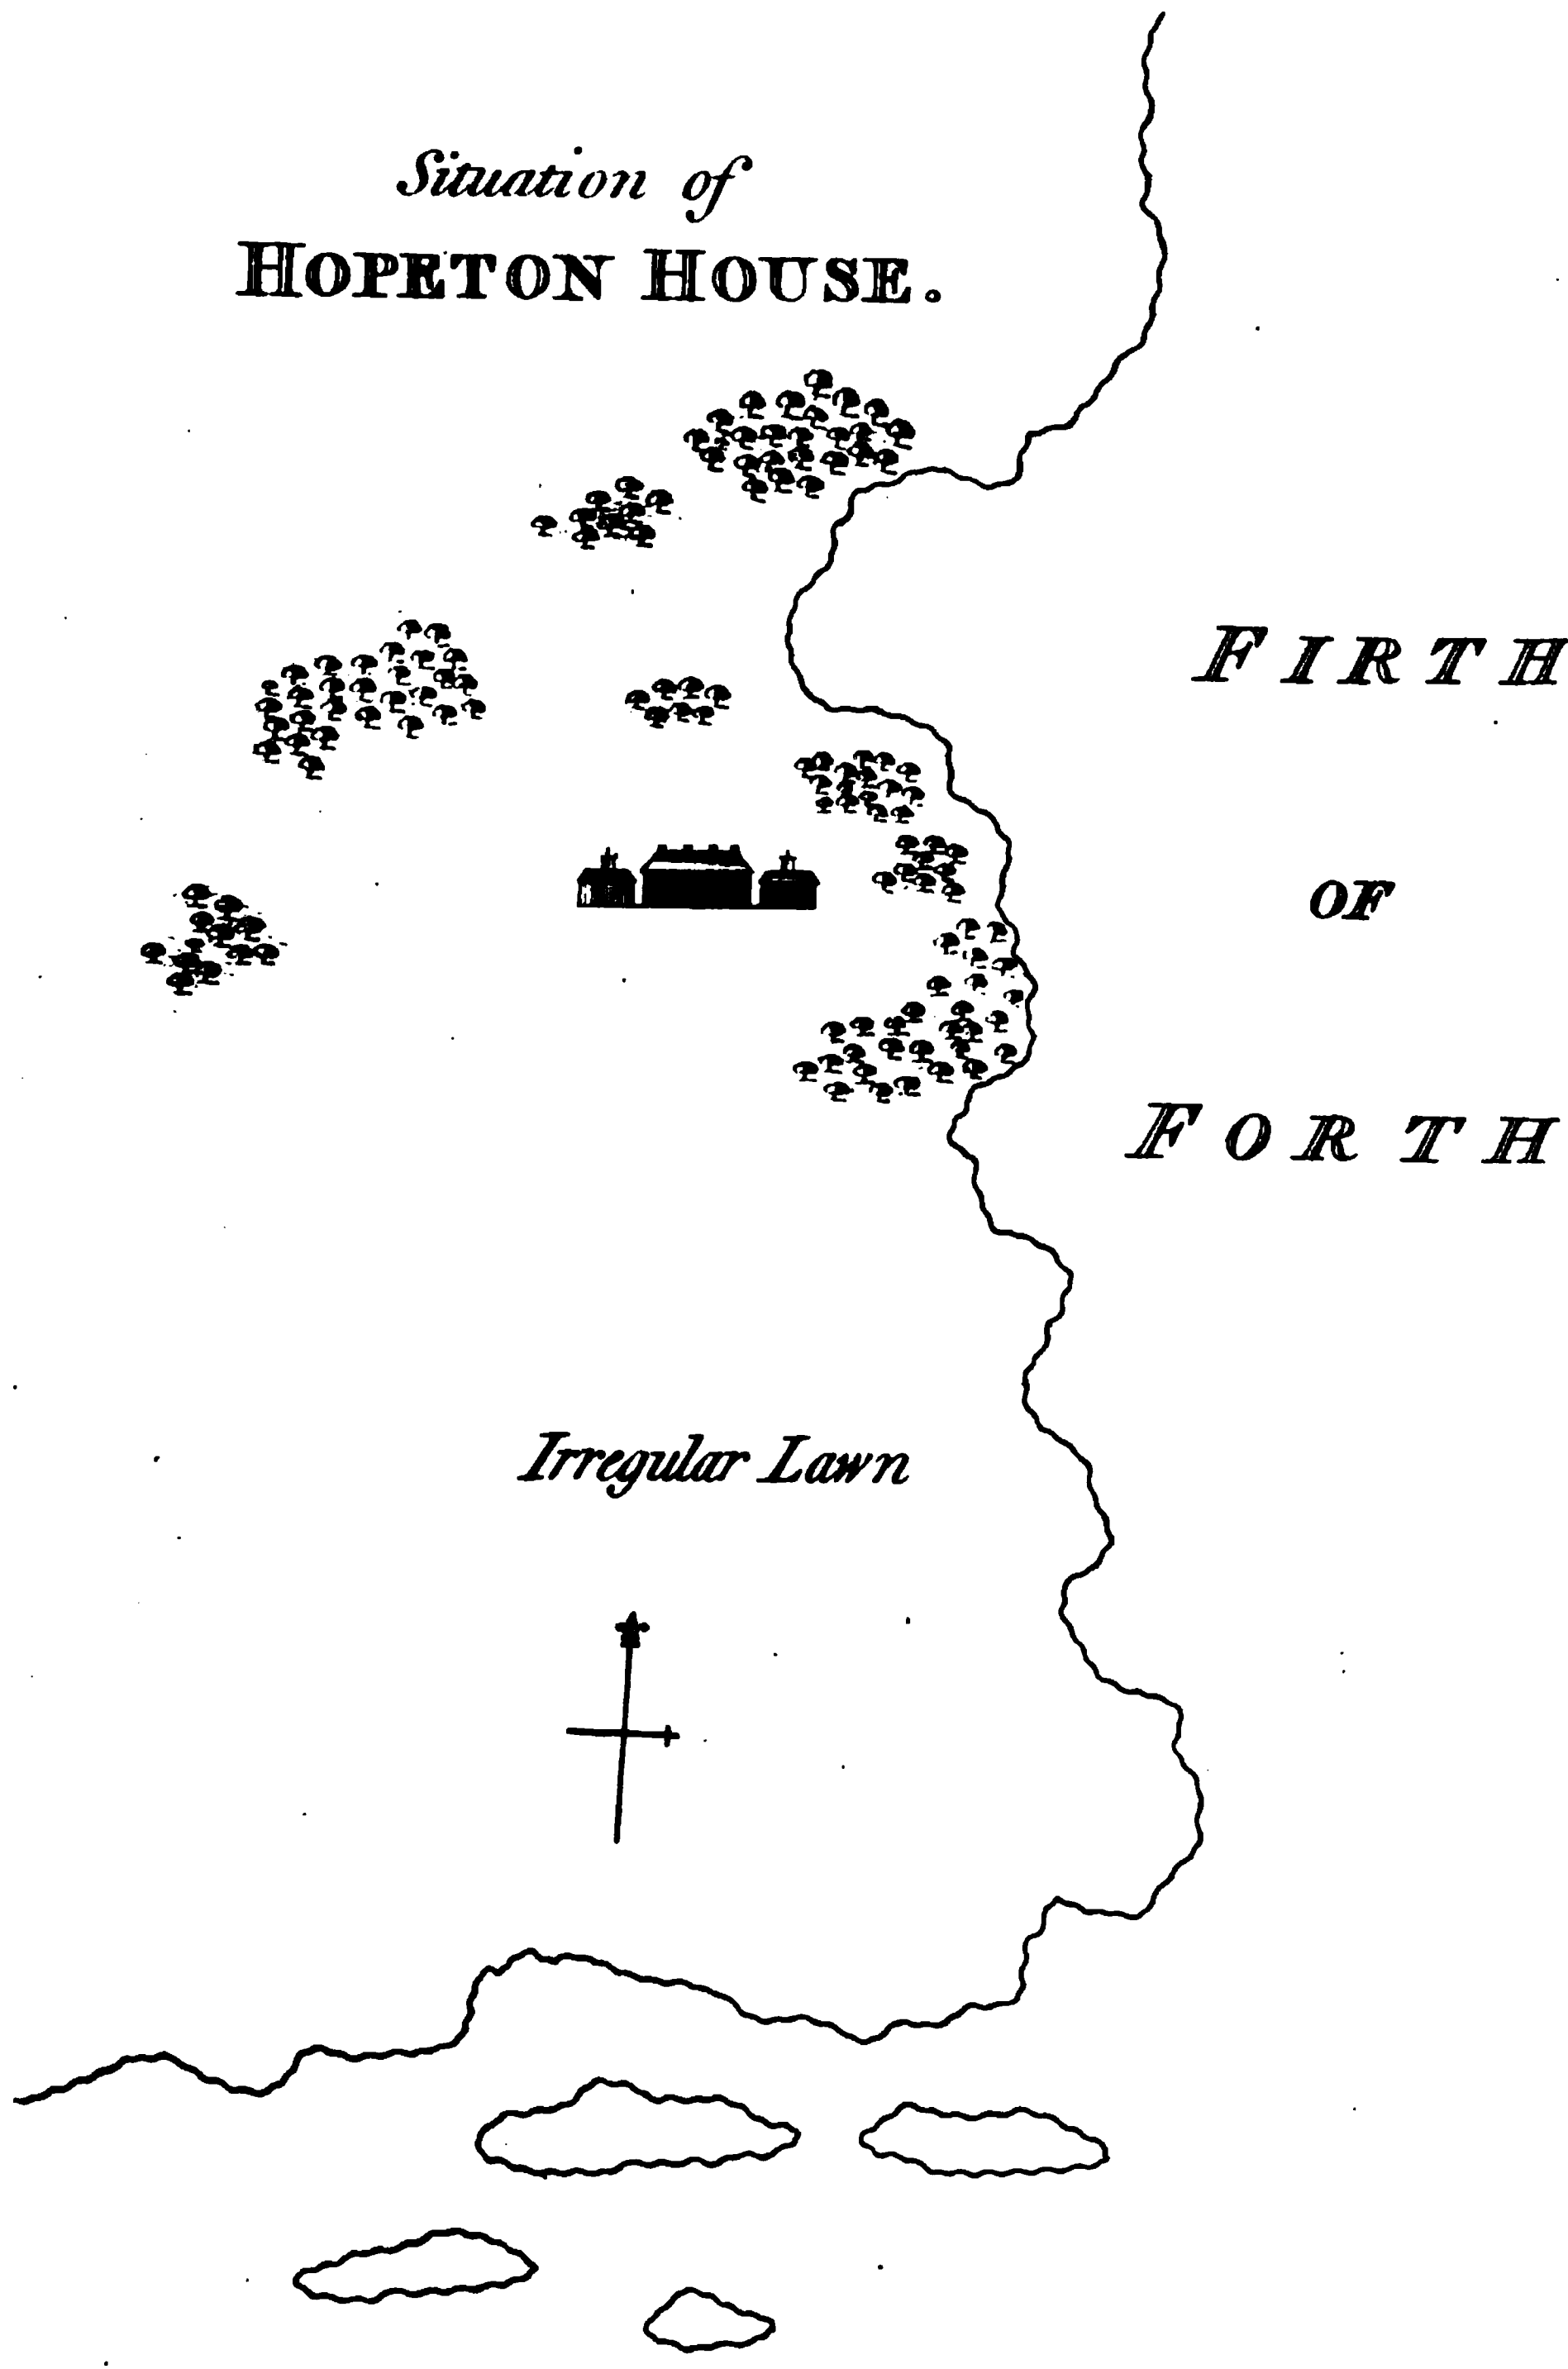 Situation of
HOPETON HOUSE.
FIRTH
OF
FORTH
Irregular Lawn